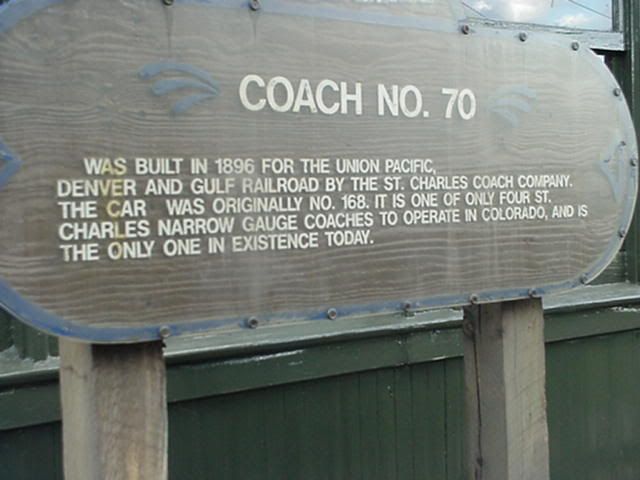 COACH NO. 70
WAS BUILT IN 1896 FOR THE UNION PACIFIC,
DENVER AND GULF RAILROAD BY THE ST. CHARLES COACH COMPANY.
THE CAR WAS ORIGINALLY NO. 168. IT IS ONE OF ONLY FOUR ST.
CHARLES NARROW GAUGE COACHES TO OPERATE IN COLORADO, AND IS
THE ONLY ONE IN EXISTENCE TODAY.